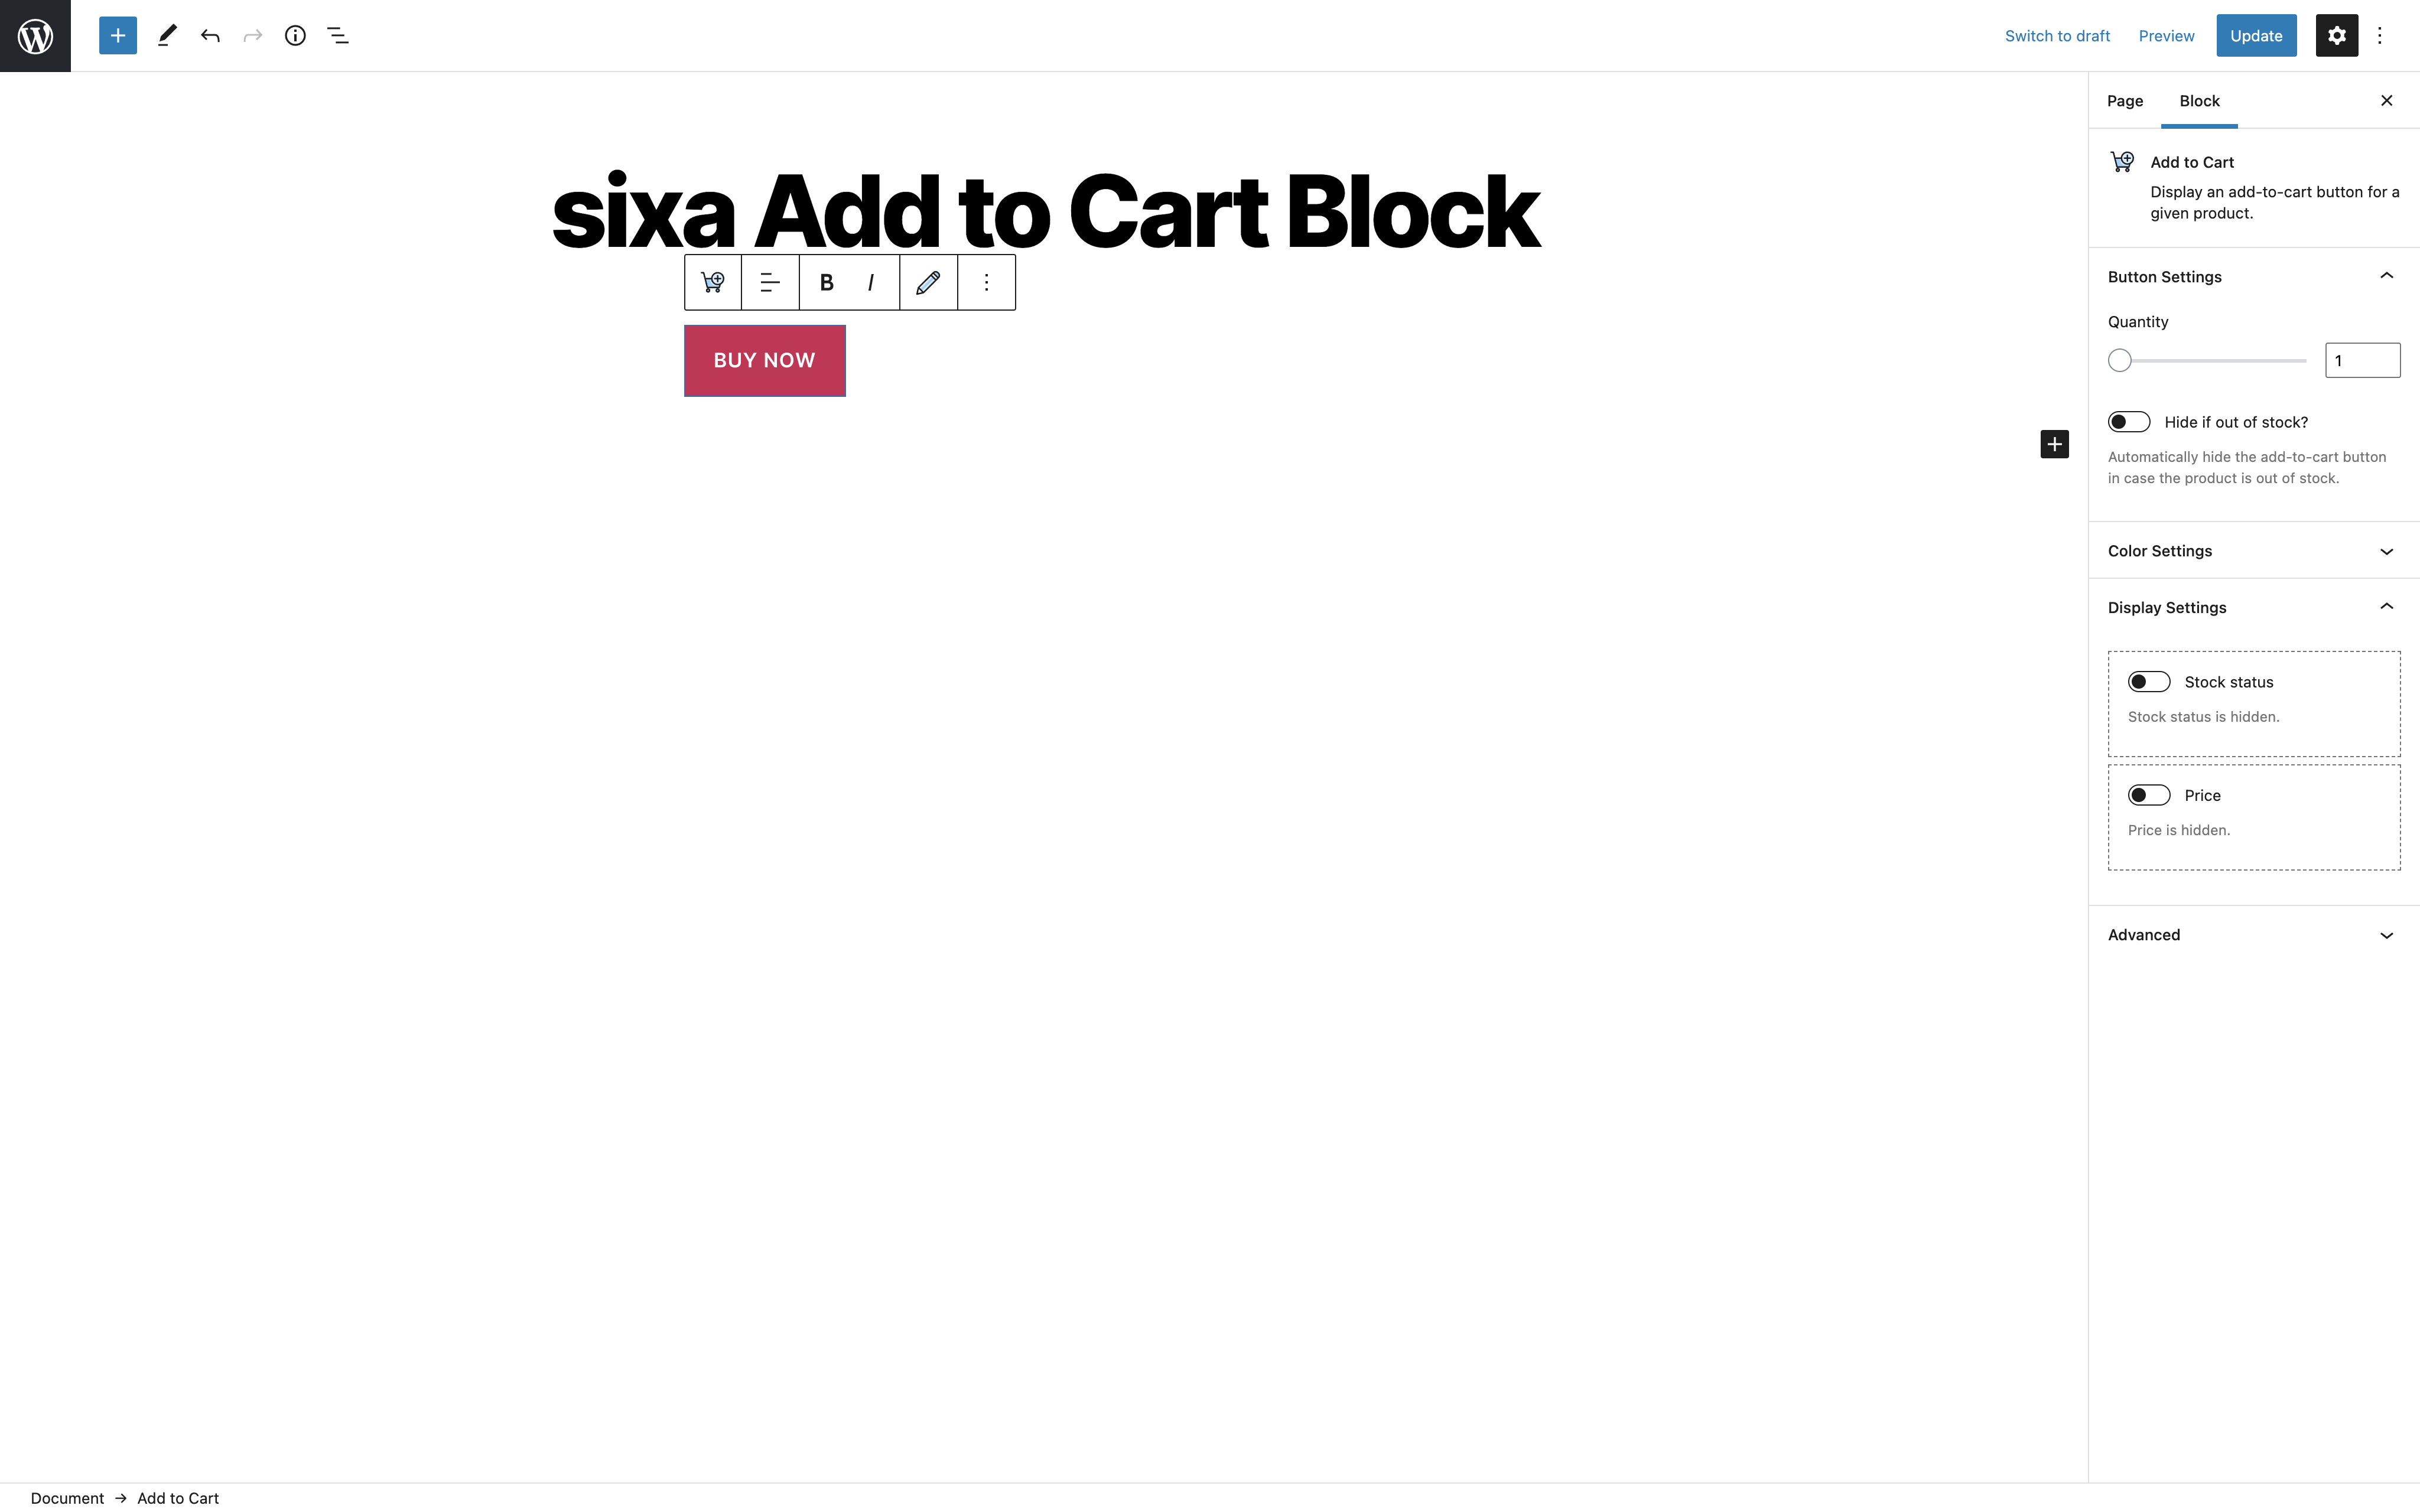 Switch to draft
Preview
Update
Page
Block
Add to Cart
Display an add-to-cart button for a
given product.
sixa Add to Cart Block
B I
BUY NOW
Button Settings
Quantity
1
Hide if out of stock?
Automatically hide the add-to-cart button
in case the product is out of stock.
Color Settings
Display Settings
Stock status
Stock status is hidden.
Price
Price is hidden.
Advanced
Document → Add to Cart